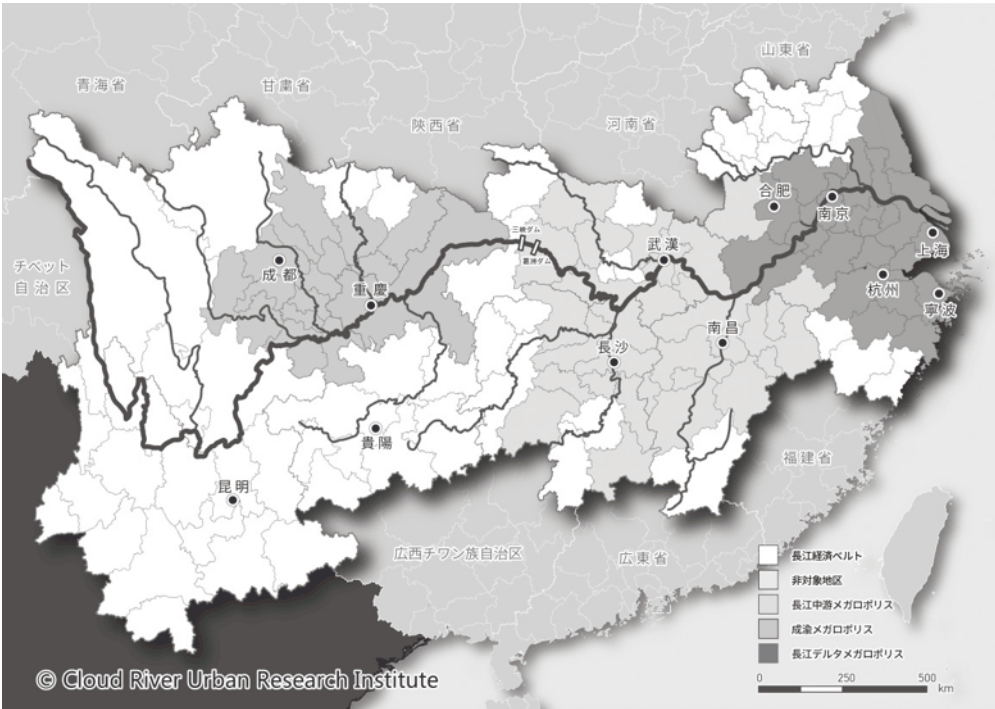 山東省
青海省
甘粛省
陝西省
河南省
合肥
南京
三峡ダム
葛洲ダム
武漢
上海
チベット
自治区
成都
重慶
杭州
寧波
南昌
長沙
貴陽
福建省
昆明
広西チワン族自治区
広東省
長江経済ベルト
非対象地区
長江中游メガロポリス
成渝メガロポリス
長江デルタメガロポリス
0 250 500
km
© Cloud River Urban Research Institute